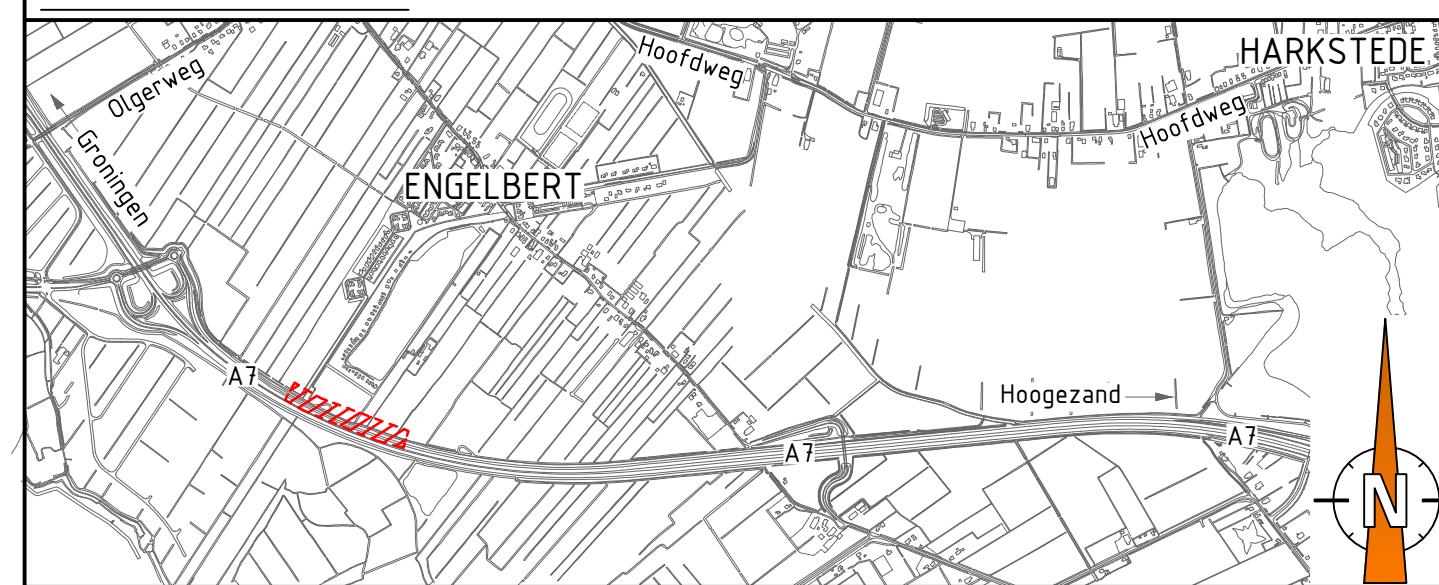 Hoofdweg
HARKSTEDE
Olgerweg
Hoofdweg
Groningen
ENGELBERT
A7
Hoogezand
A7
A7
N